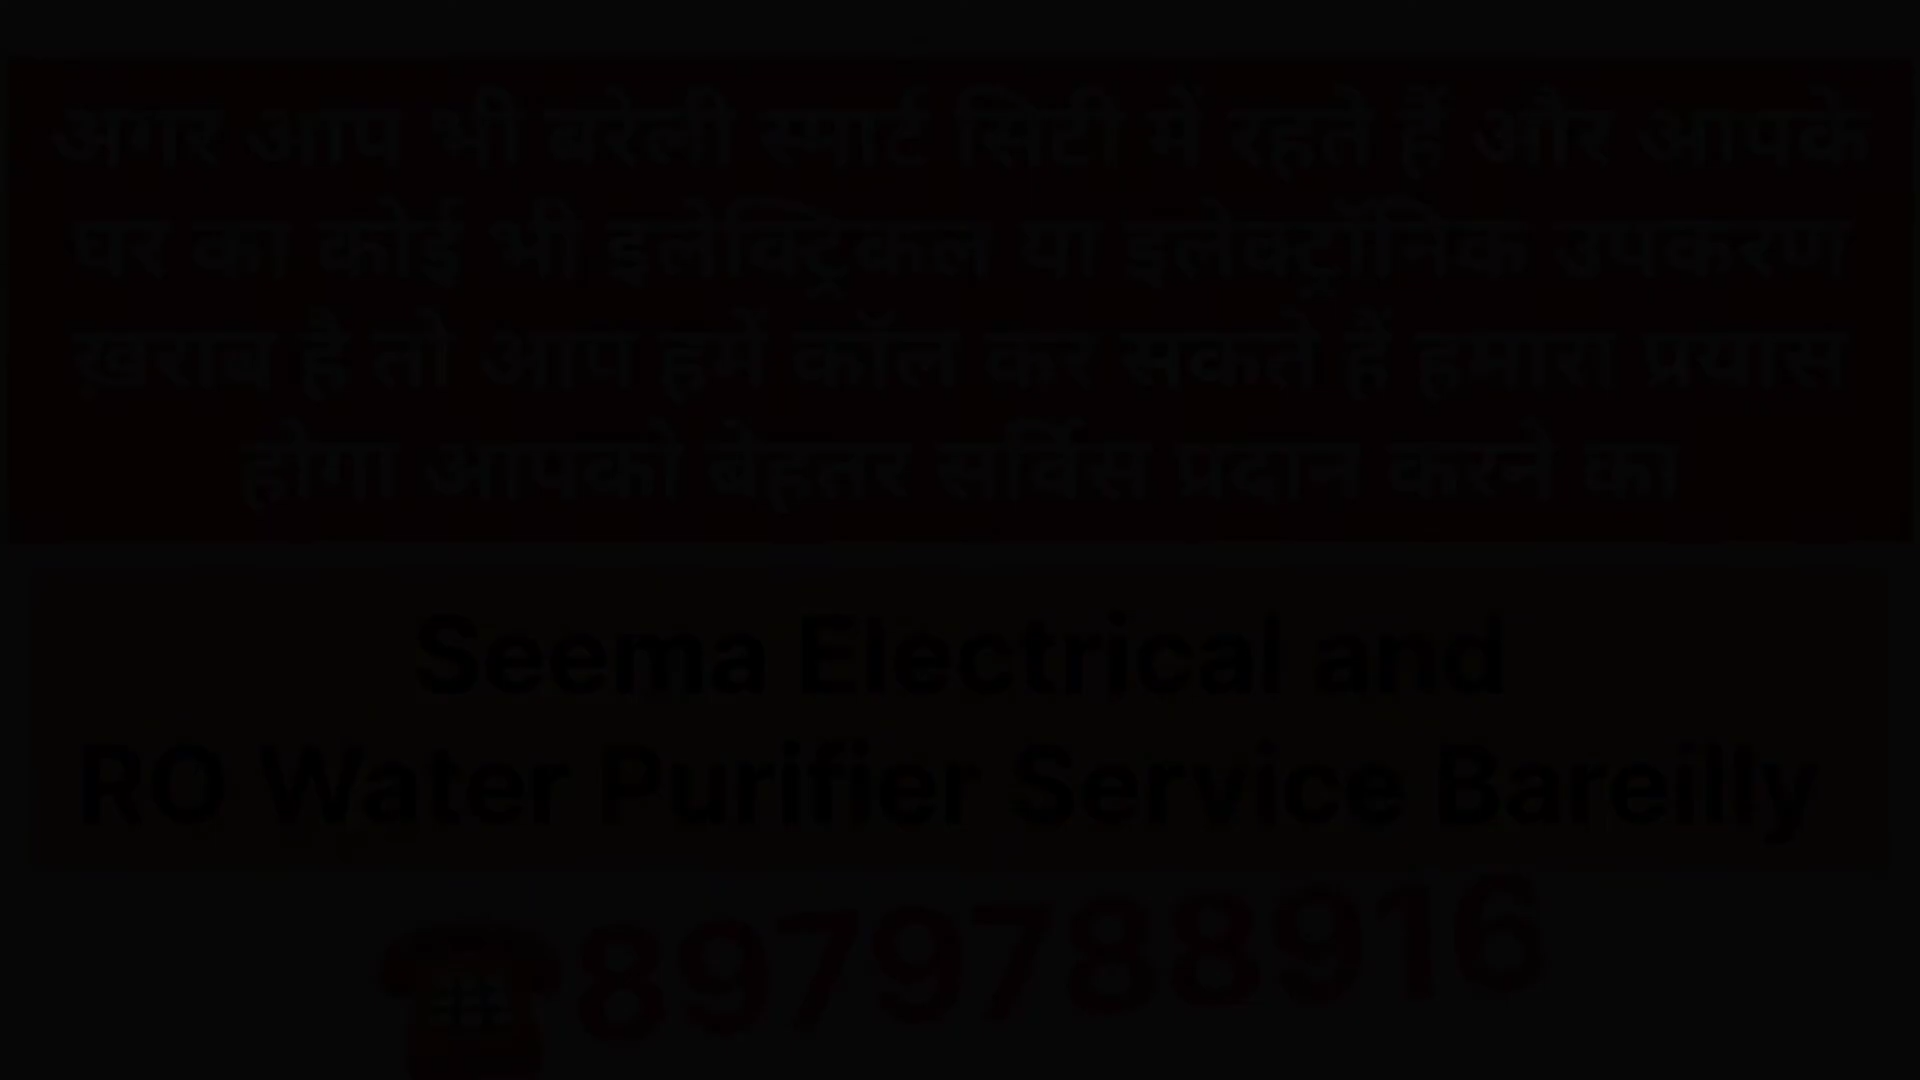 अगर आप भी बरेली स्मार्ट सिटी में रहते हैं और आपके
घर का कोई भी इलेक्ट्रिकल या इलेक्ट्रॉनिक उपकरण
ख़राब है तो आप हमें कॉल कर सकते हैं हमारा प्रयास
होगा आपको बेहतर सर्विस प्रदान करने का
Seema Electrical and
RO Water Purifier Service Bareilly
☎8979788916